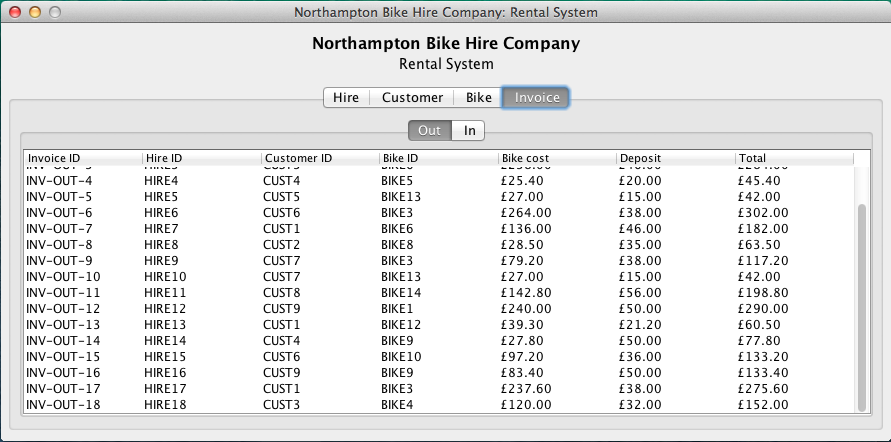 Northampton Bike Hire Company: Rental System
Northampton Bike Hire Company
Rental System
Hire Customer Bike Invoice
Out In
Invoice ID Hire ID Customer ID Bike ID Bike cost Deposit Total
INV-OUT-4 HIRE4 CUST4 BIKE5 £25.40 £20.00 £45.40
INV-OUT-5 HIRE5 CUST5 BIKE13 £27.00 £15.00 £42.00
INV-OUT-6 HIRE6 CUST6 BIKE3 £264.00 £38.00 £302.00
INV-OUT-7 HIRE7 CUST1 BIKE6 £136.00 £46.00 £182.00
INV-OUT-8 HIRE8 CUST2 BIKE8 £28.50 £35.00 £63.50
INV-OUT-9 HIRE9 CUST7 BIKE3 £79.20 £38.00 £117.20
INV-OUT-10 HIRE10 CUST7 BIKE13 £27.00 £15.00 £42.00
INV-OUT-11 HIRE11 CUST8 BIKE14 £142.80 £56.00 £198.80
INV-OUT-12 HIRE12 CUST9 BIKE1 £240.00 £50.00 £290.00
INV-OUT-13 HIRE13 CUST1 BIKE12 £39.30 £21.20 £60.50
INV-OUT-14 HIRE14 CUST4 BIKE9 £27.80 £50.00 £77.80
INV-OUT-15 HIRE15 CUST6 BIKE10 £97.20 £36.00 £133.20
INV-OUT-16 HIRE16 CUST9 BIKE9 £83.40 £50.00 £133.40
INV-OUT-17 HIRE17 CUST1 BIKE3 £237.60 £38.00 £275.60
INV-OUT-18 HIRE18 CUST3 BIKE4 £120.00 £32.00 £152.00